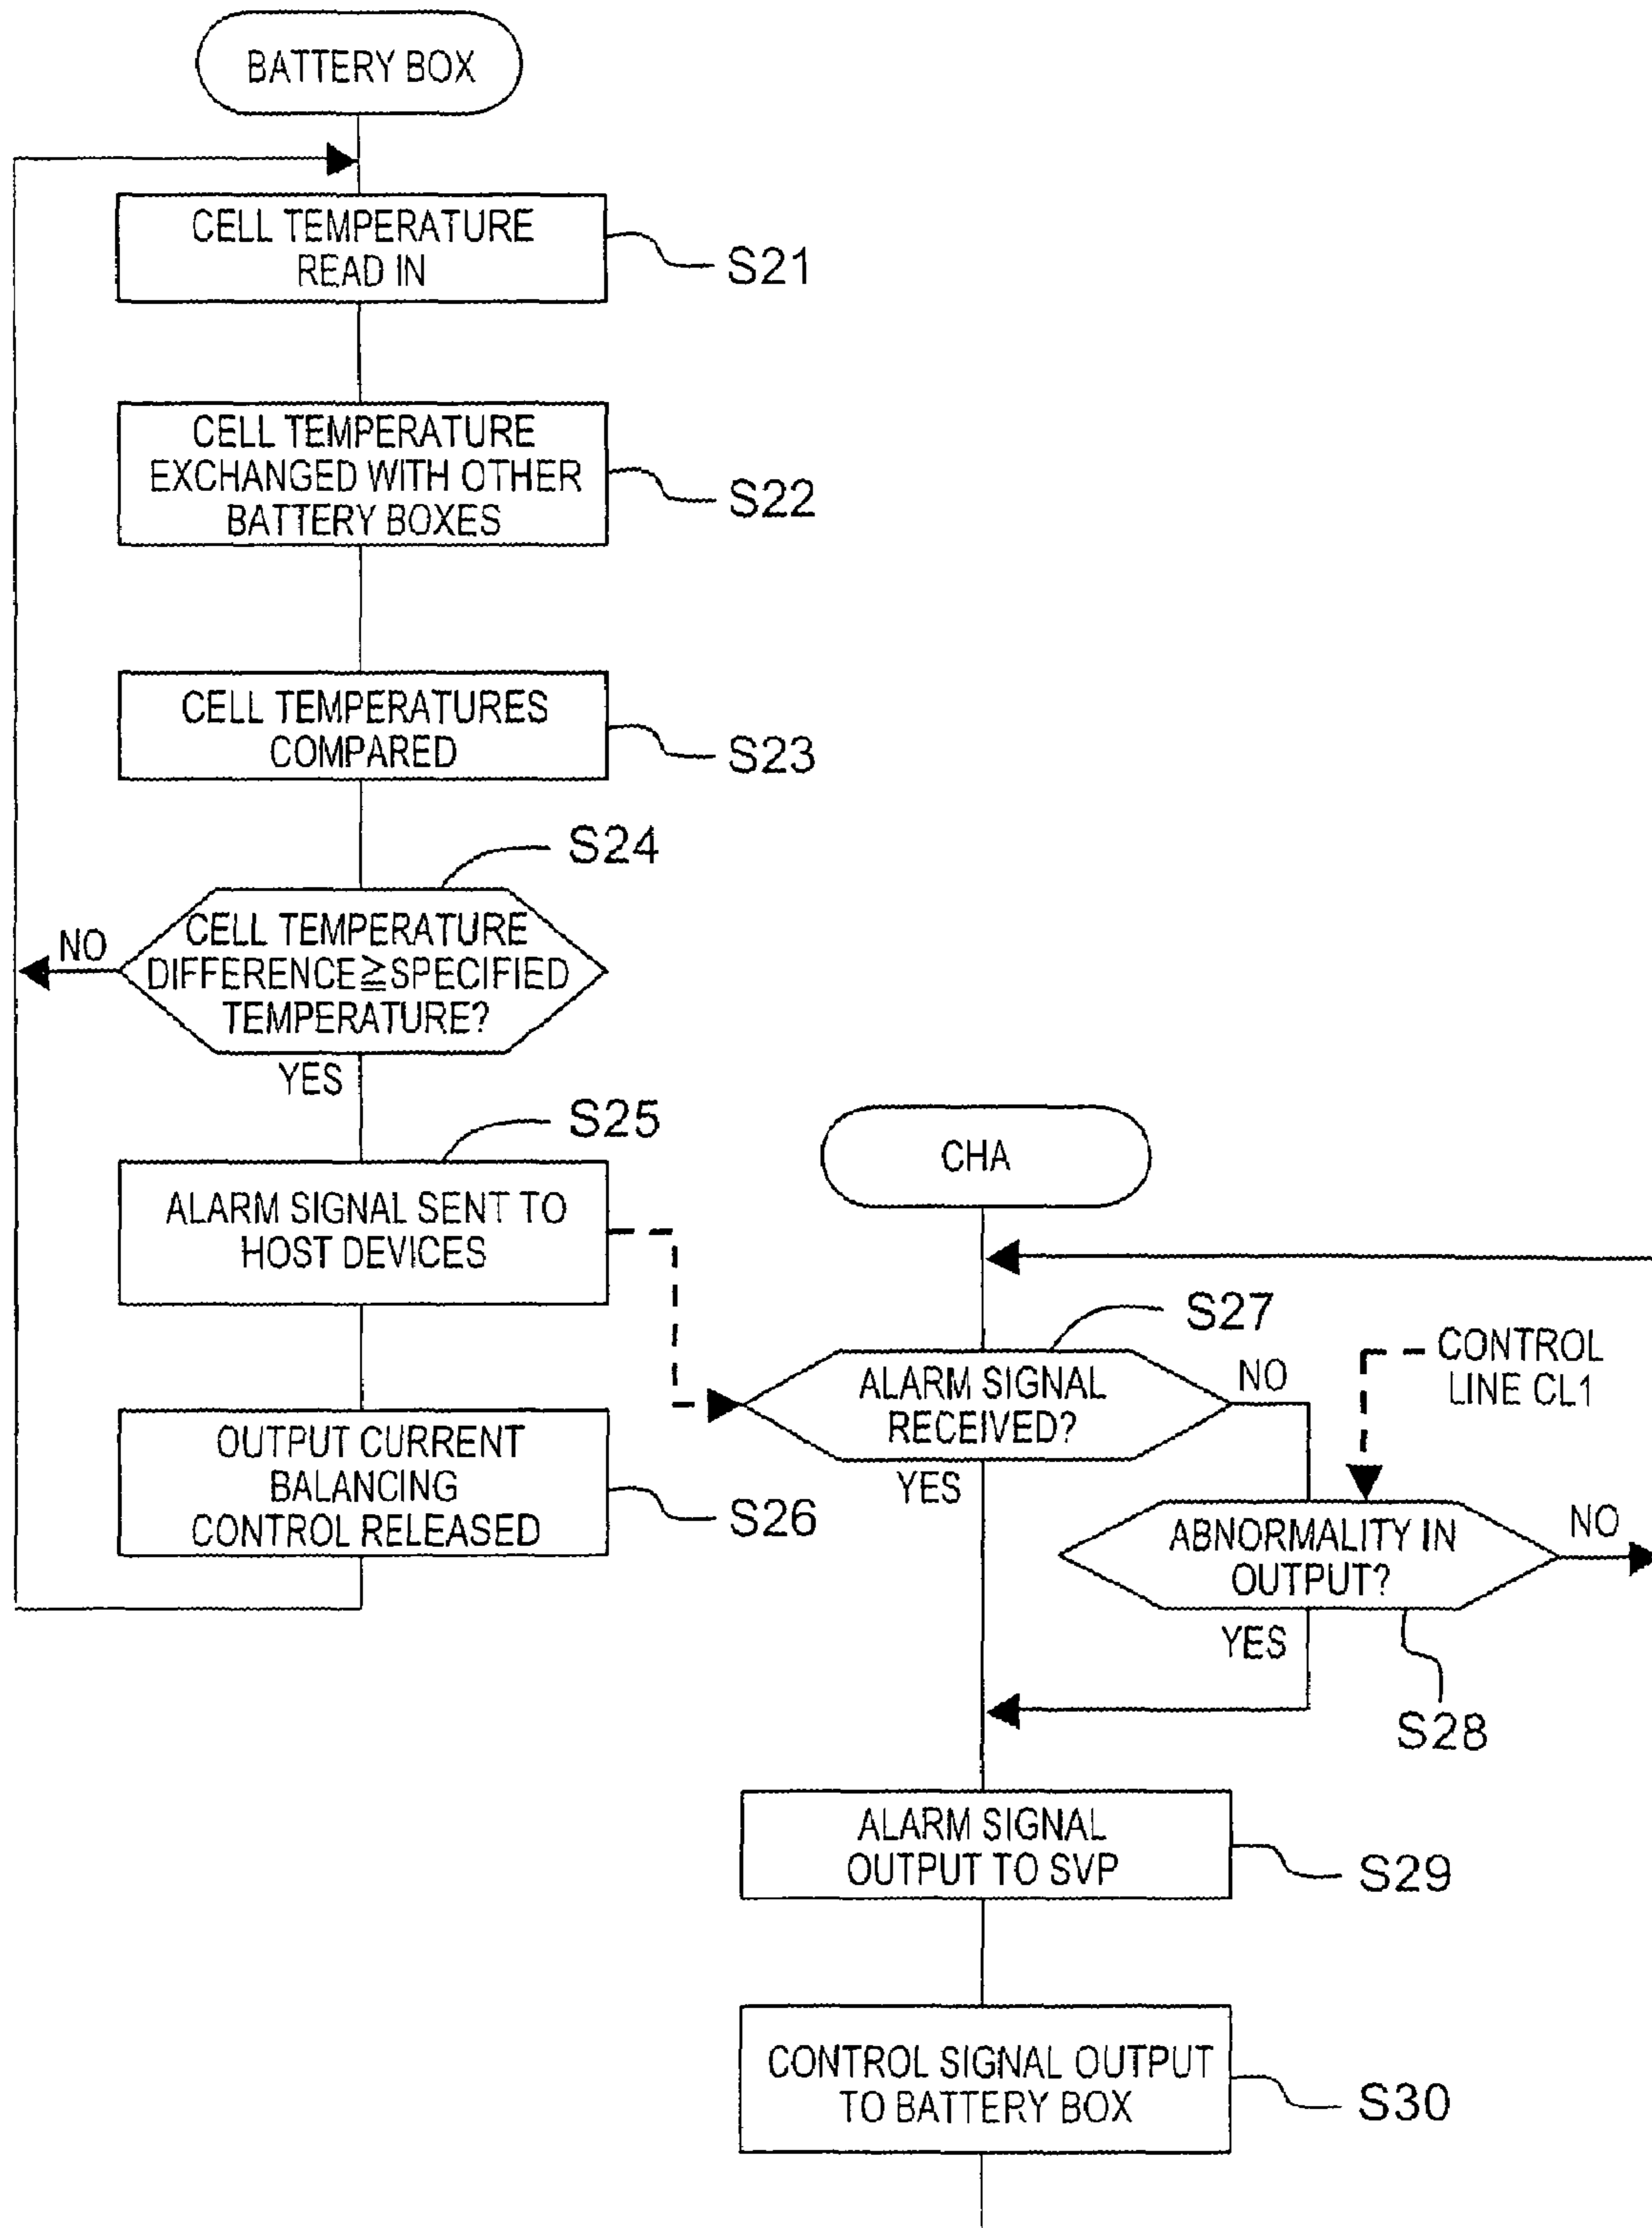 BATTERY BOX
CELL TEMPERATURE
READ IN
S21
CELL TEMPERATURE
EXCHANGED WITH OTHER
BATTERY BOXES
S22
CELL TEMPERATURES
COMPARED
S23
S24
CELL TEMPERATURE
DIFFERENCE≧SPECIFIED
TEMPERATURE?
NO
YES
S25
ALARM SIGNAL SENT TO
HOST DEVICES
OUTPUT CURRENT
BALANCING
CONTROL RELEASED
S26
CHA
S27
ALARM SIGNAL
RECEIVED?
NO
YES
CONTROL
LINE CL1
ABNORMALITY IN
OUTPUT?
NO
YES
S28
ALARM SIGNAL
OUTPUT TO SVP
S29
CONTROL SIGNAL OUTPUT
TO BATTERY BOX
S30